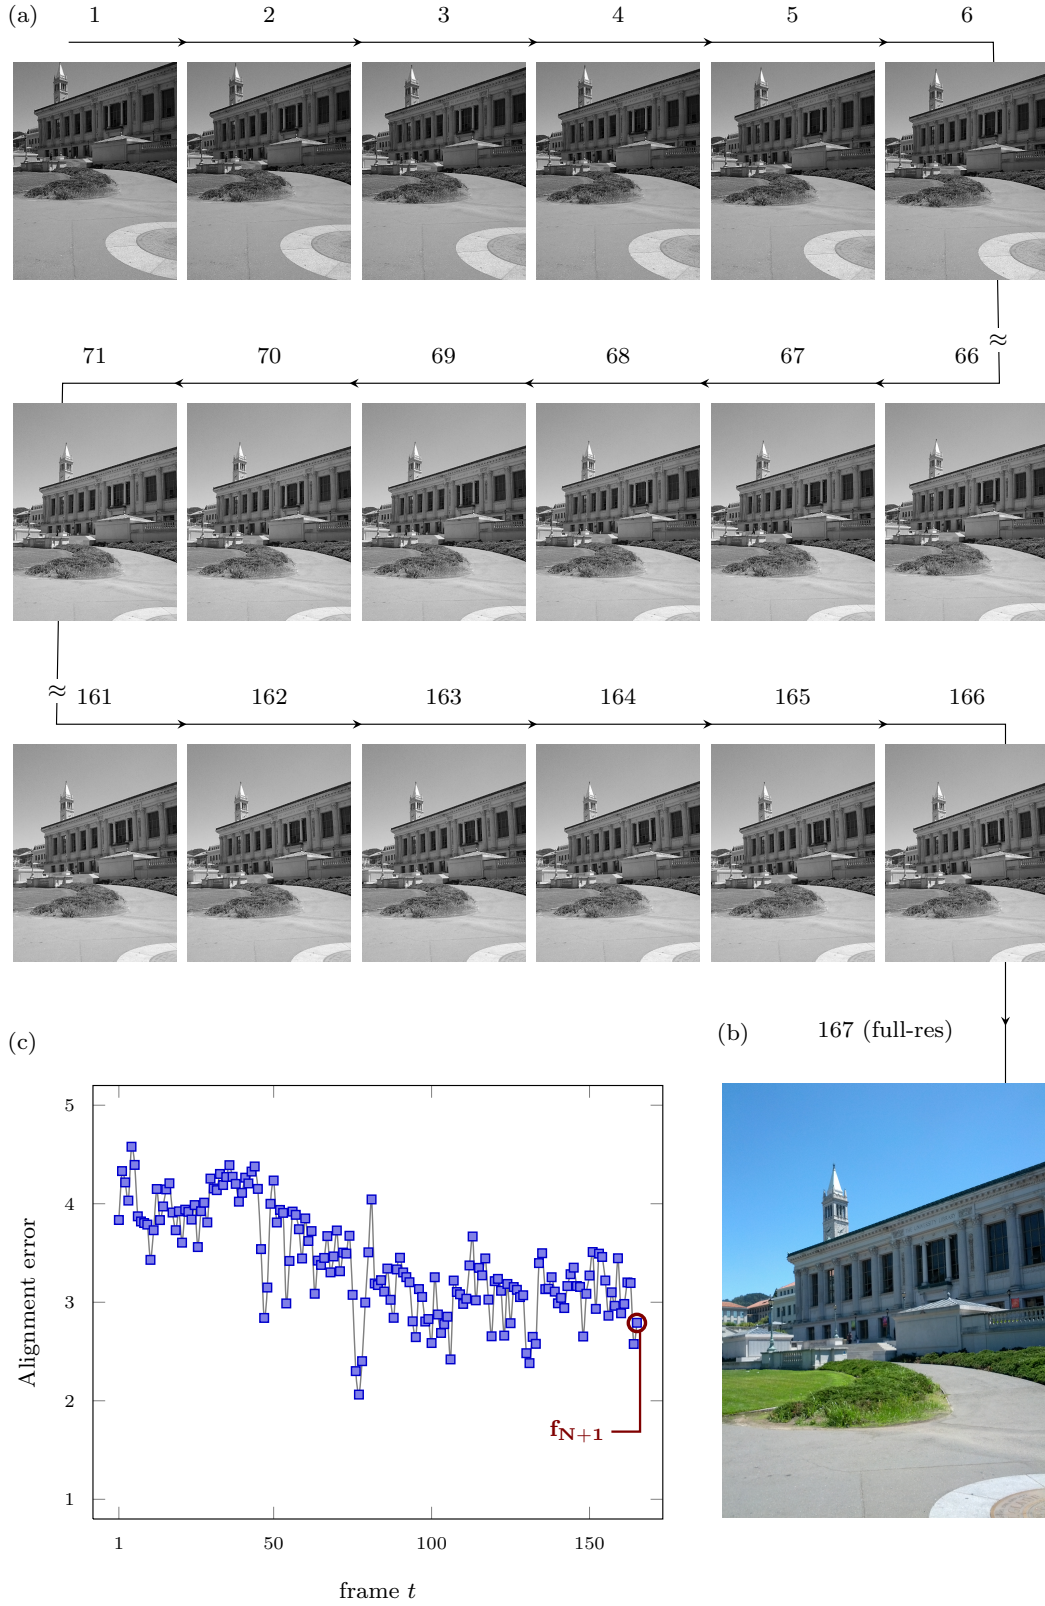 (a) 1 2 3 4 5 6
≈
71 70 69 68 67 66
≈ 161 162 163 164 165 166
167 (full-res)
(b)
(c)
5
4
3
2
1
Alignment error
f_{N+1}
1 50 100 150
frame t